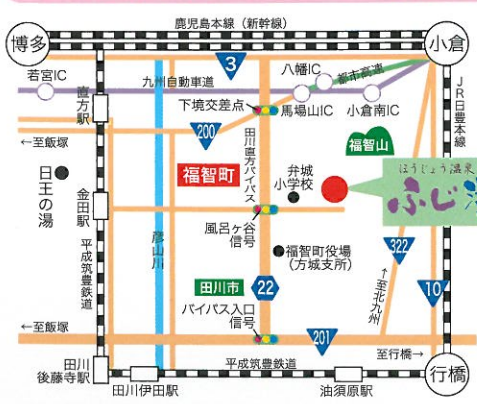 鹿児島本線（新幹線）
博多
小倉
3
八幡IC
都市高速
若宮IC
九州自動車道
馬場山IC
小倉南IC
JR日豊本線
直方駅
下境交差点
200
←至飯塚
福智山
田川直方バイパス
福智町
弁城
小学校
ほうじょう温泉
ふじ
日王の湯
金田駅
風呂ヶ谷
信号
彦山川
福智町役場
（方城支所）
322
←至北九州
平成筑豊鉄道
田川市
22
10
バイパス入口
信号
←至飯塚
201
至行橋→
田川
後藤寺駅
平成筑豊鉄道
田川伊田駅
油須原駅
行橋